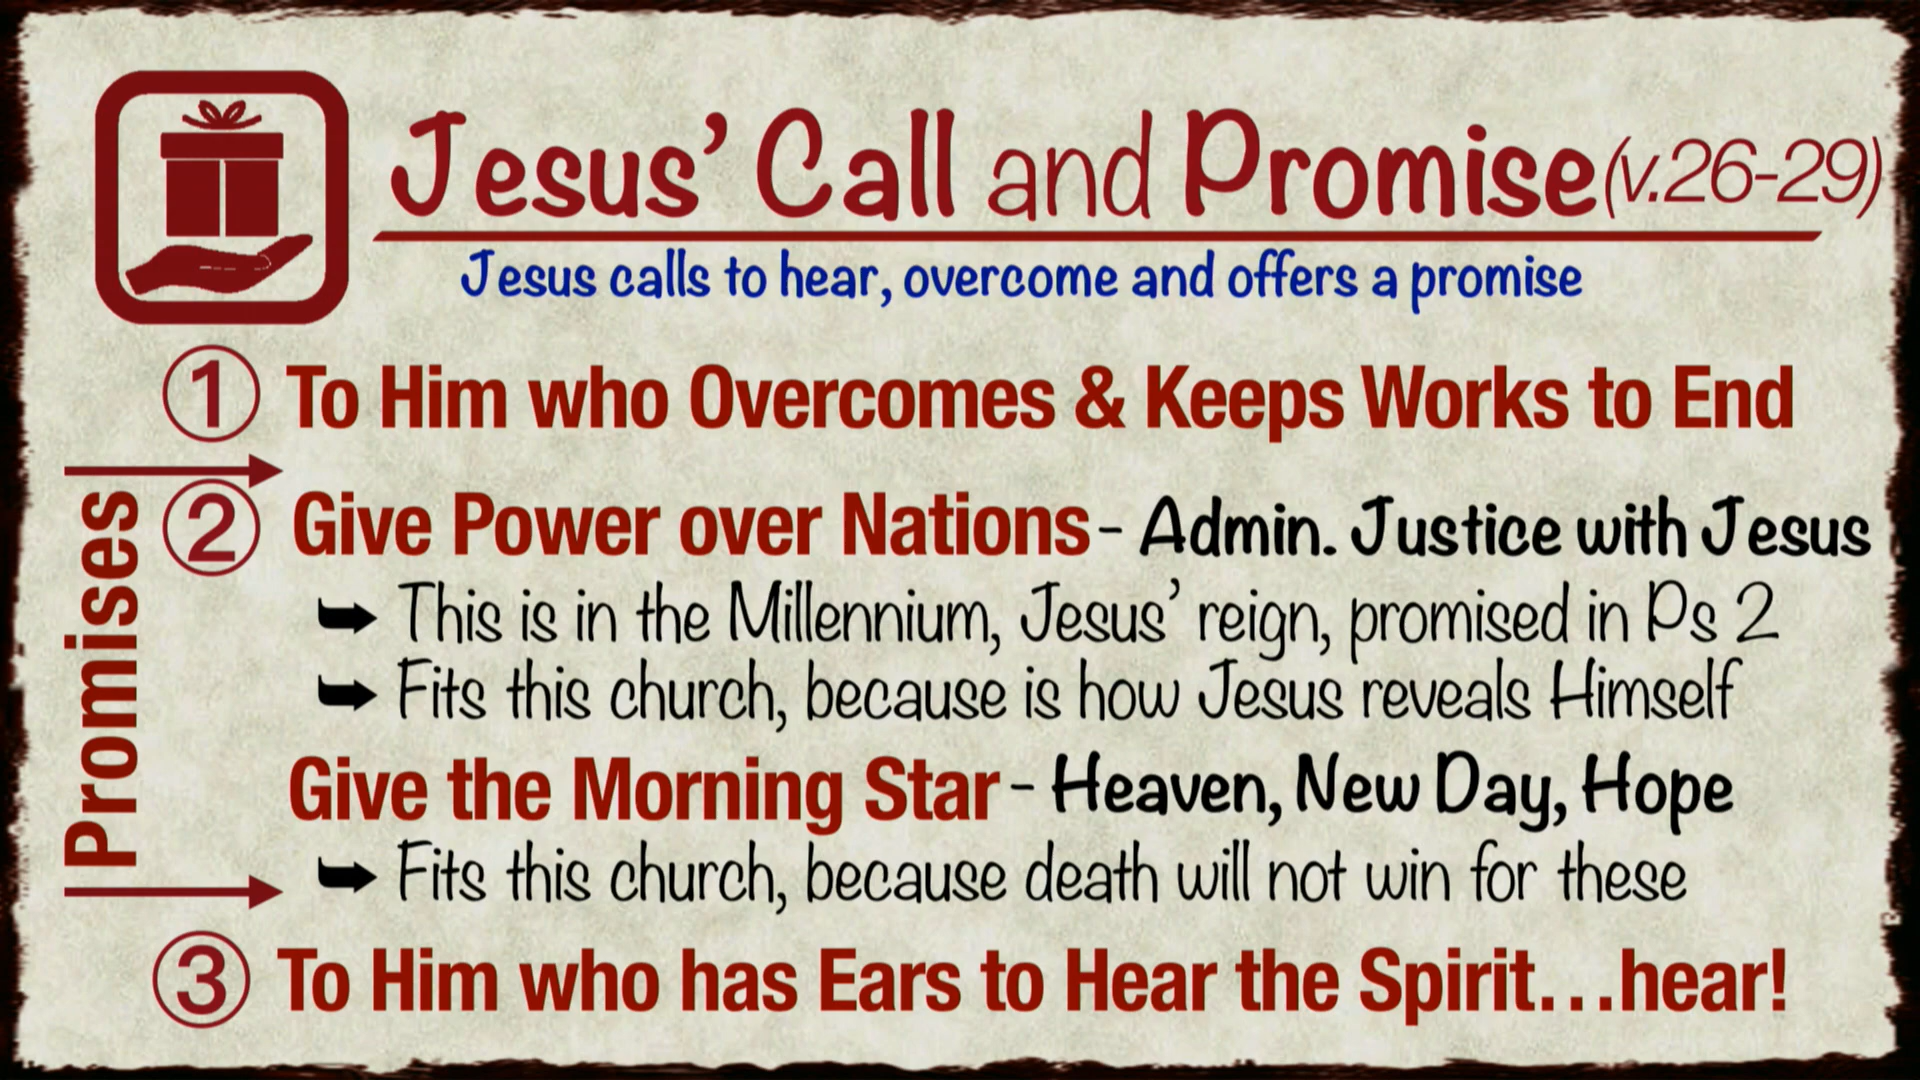 Jesus’ Call and Promise (v.26-29)
Jesus calls to hear, overcome and offers a promise
1 To Him who Overcomes & Keeps Works to End
Promises
2 Give Power over Nations - Admin. Justice with Jesus
➥ This is in the Millennium, Jesus’ reign, promised in Ps 2
➥ Fits this church, because is how Jesus reveals Himself
Give the Morning Star - Heaven, New Day, Hope
➥ Fits this church, because death will not win for these
3 To Him who has Ears to Hear the Spirit...hear!